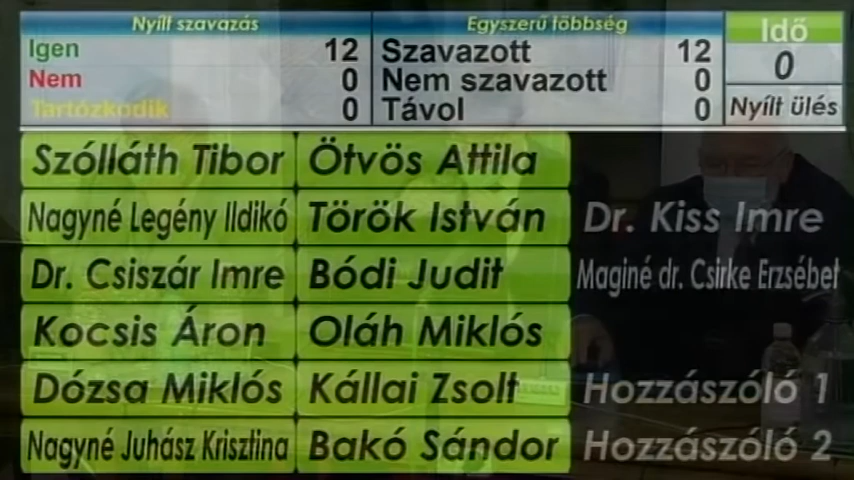 Nyílt szavazás Egyszerű többség Idő
Igen 12 Szavazott 12 0
Nem 0 Nem szavazott 0
Tartózkodik 0 Távol 0 Nyílt ülés
Szólláth Tibor Ötvös Attila
Nagyné Legény Ildikó Török István Dr. Kiss Imre
Dr. Csiszár Imre Bódi Judit Maginé dr. Csirke Erzsébet
Kocsis Áron Oláh Miklós
Dózsa Miklós Kállai Zsolt Hozzászóló 1
Nagyné Juhász Krisztina Bakó Sándor Hozzászóló 2